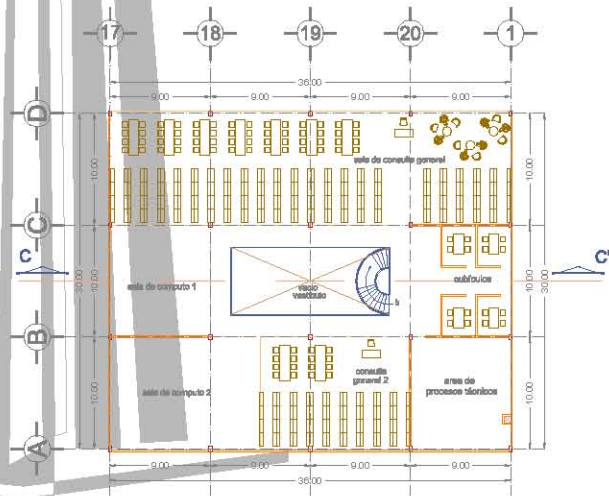 17 18 19 20 1
36.00
9.00 9.00 9.00 9.00
D
sala de consulta general
10.00 10.00
C
C C'
sala de computo 1
vacio
vestibulo
cubiculos
30.00 10.00 10.00 30.00
B
sala de computo 2
consulta
general 2
area de
procesos técnicos
10.00 10.00
A
9.00 9.00 9.00 9.00
36.00